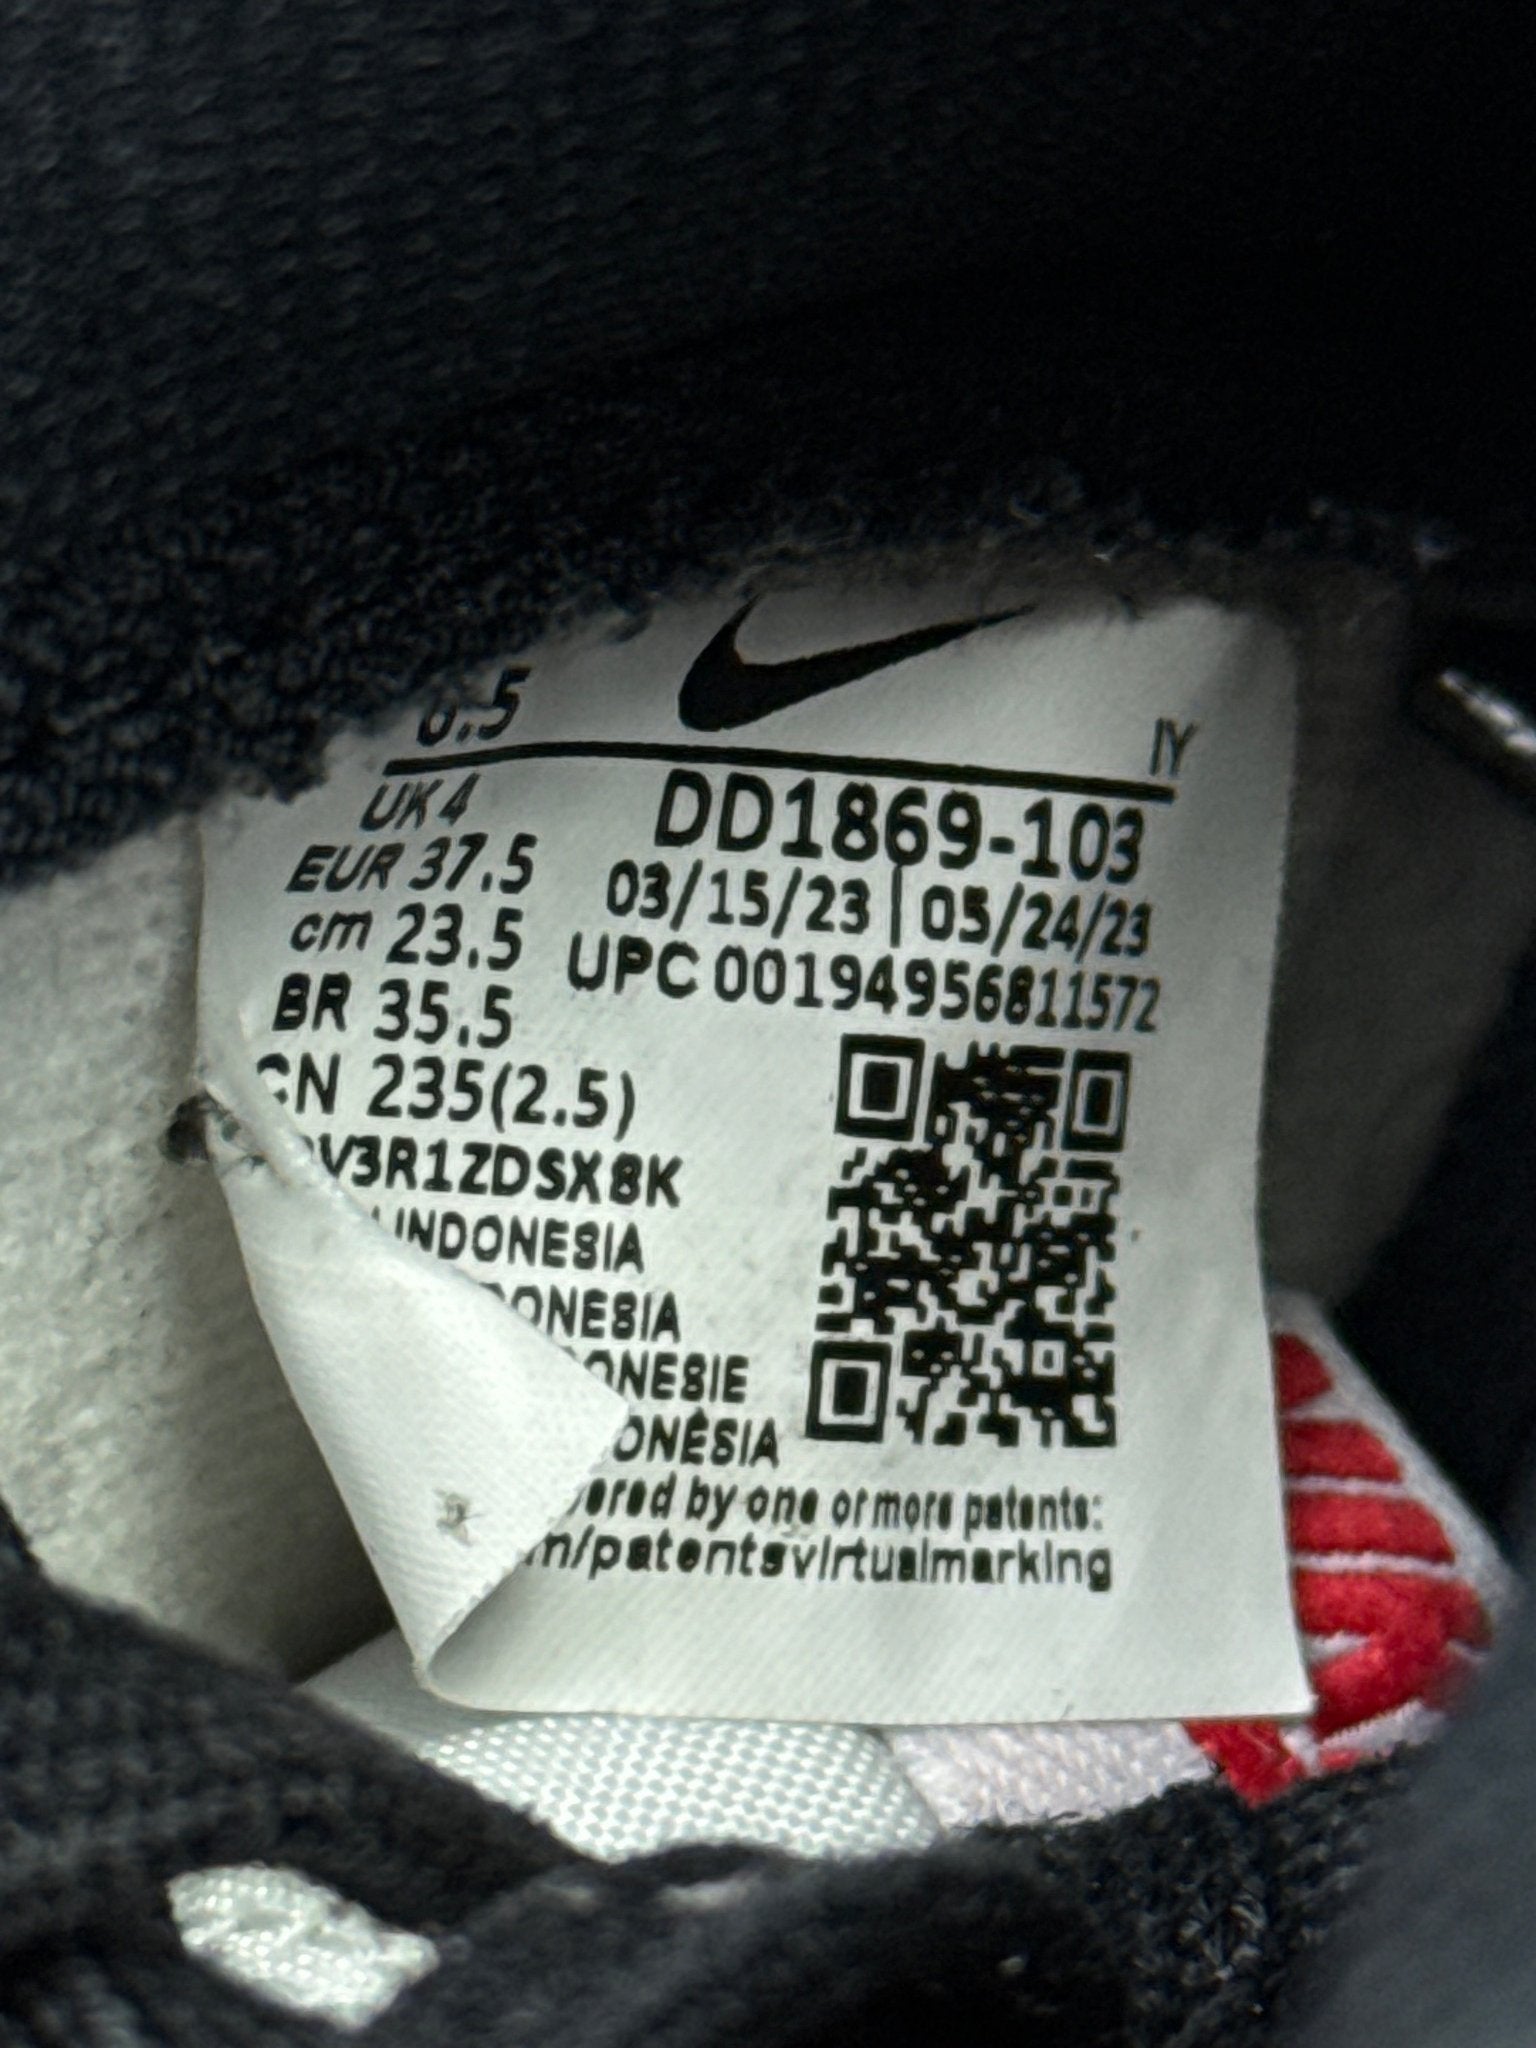 6.5
IY
UK 4
DD1869-103
EUR 37.5
03/15/23 | 05/24/23
cm 23.5
UPC 00194956811572
BR 35.5
CN 235(2.5)
V3R1ZDSX8K
INDONESIA
ONESIA
ONESIE
ONÉSIA
ered by one or more patents:
m/patentsvirtualmarking